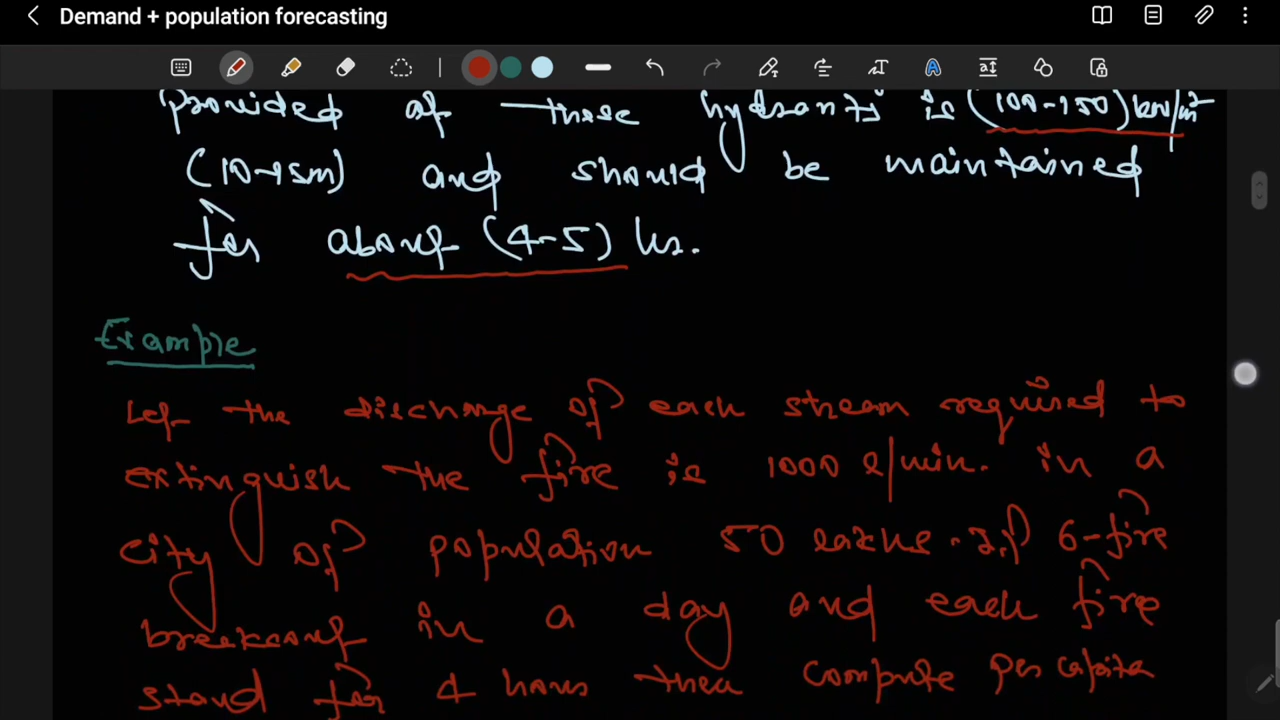 Demand + population forecasting
provided at these hydrants is (100-150) kN/m²
(10-15m) and should be maintained
for about (4-5) hs.
Example
Let the discharge of each stream required to
extinguish the fire is 1000 l/min. in a
city of population 50 lakhs. If 6-fire
breakout in a day and each fire
stand for 4 hours then compute per capita